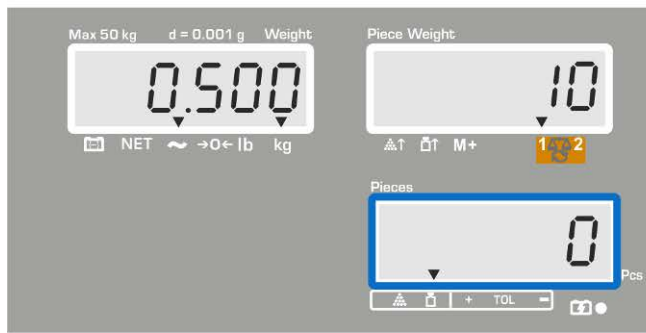 Max 50 kg d = 0.001 g Weight
0.500
NET →0← lb kg
Piece Weight
10
M+ 1 2
Pieces
0
Pcs
+ TOL -